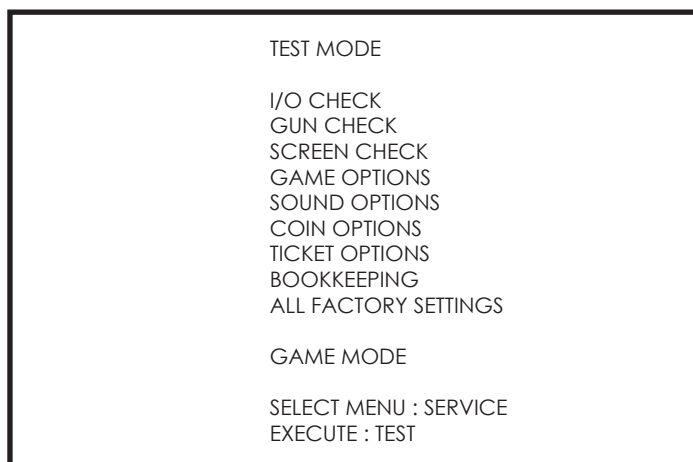 TEST MODE
I/O CHECK
GUN CHECK
SCREEN CHECK
GAME OPTIONS
SOUND OPTIONS
COIN OPTIONS
TICKET OPTIONS
BOOKKEEPING
ALL FACTORY SETTINGS
GAME MODE
SELECT MENU : SERVICE
EXECUTE : TEST